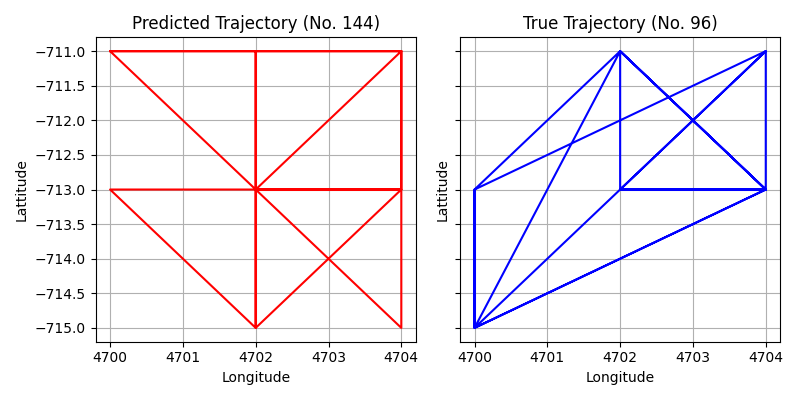 Predicted Trajectory (No. 144)
True Trajectory (No. 96)
−711.0
−711.5
−712.0
−712.5
−713.0
−713.5
−714.0
−714.5
−715.0
Lattitude
Lattitude
4700 4701 4702 4703 4704
4700 4701 4702 4703 4704
Longitude
Longitude